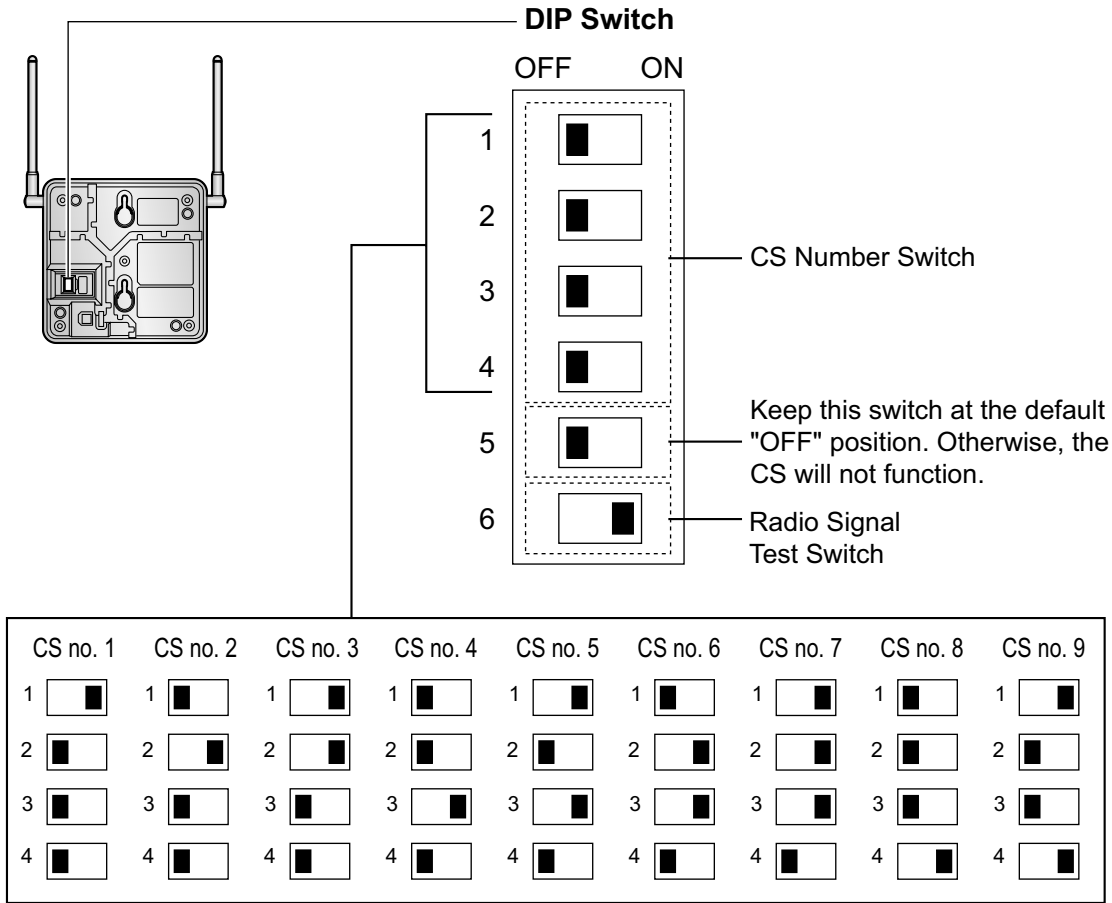 DIP Switch
OFF ON
1
2
3
4
5
6
CS Number Switch
Keep this switch at the default
"OFF" position. Otherwise, the
CS will not function.
Radio Signal
Test Switch
CS no. 1 CS no. 2 CS no. 3 CS no. 4 CS no. 5 CS no. 6 CS no. 7 CS no. 8 CS no. 9
1 1 1 1 1 1 1 1 1
2 2 2 2 2 2 2 2 2
3 3 3 3 3 3 3 3 3
4 4 4 4 4 4 4 4 4